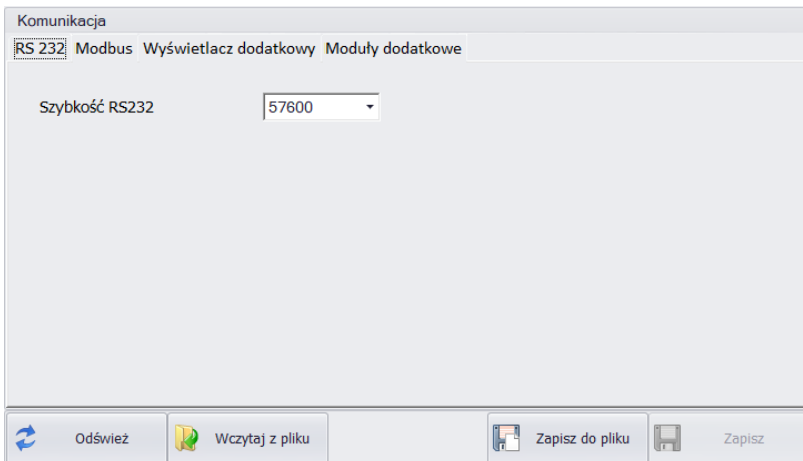 Komunikacja
RS 232 Modbus Wyświetlacz dodatkowy Moduły dodatkowe
Szybkość RS232 57600
Odśwież Wczytaj z pliku Zapisz do pliku Zapisz